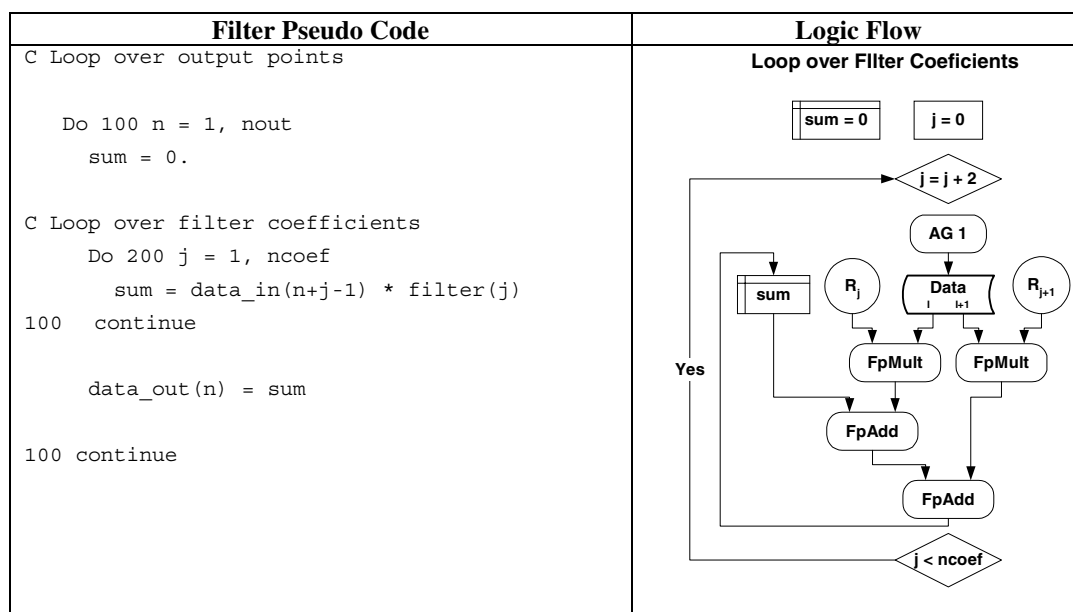 Filter Pseudo Code
C Loop over output points
Do 100 n = 1, nout
sum = 0.
C Loop over filter coefficients
Do 200 j = 1, ncoef
sum = data_in(n+j-1) * filter(j)
100 continue
data_out(n) = sum
100 continue
Logic Flow
Loop over FIlter Coeficients
sum = 0
j = 0
j = j + 2
AG 1
sum
Rj
Data
I I+1
Rj+1
FpMult
FpMult
Yes
FpAdd
FpAdd
j < ncoef